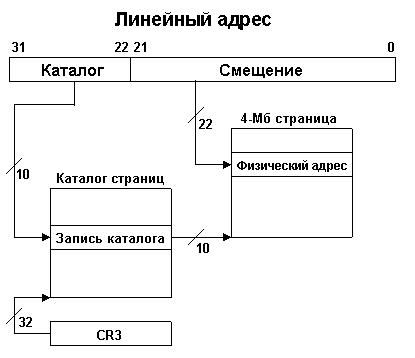 Линейный адрес
31 22 21 0
Каталог Смещение
22
4-Мб страница
10
Каталог страниц
Физический адрес
Запись каталога
10
32
CR3